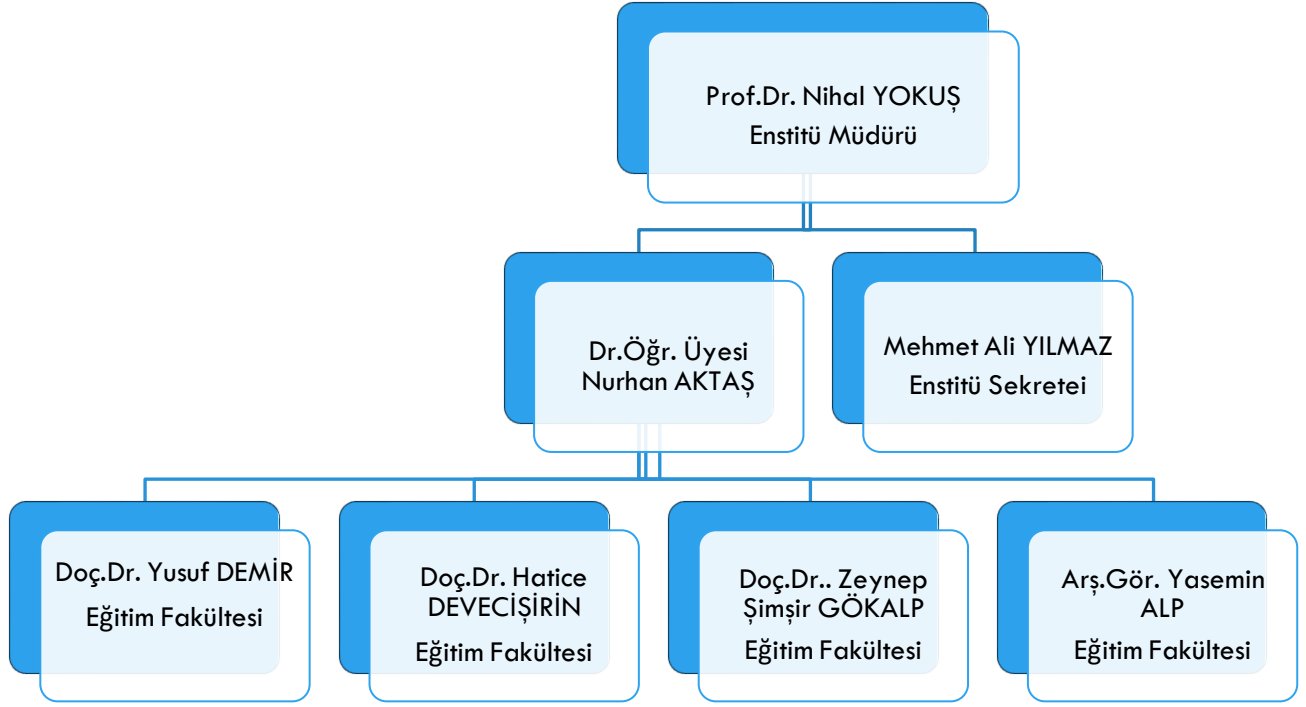 Prof.Dr. Nihal YOKUŞ
Enstitü Müdürü
Dr.Öğr. Üyesi
Nurhan AKTAŞ
Mehmet Ali YILMAZ
Enstitü Sekretei
Doç.Dr. Yusuf DEMİR
Eğitim Fakültesi
Doç.Dr. Hatice
DEVECİŞİRİN
Eğitim Fakültesi
Doç.Dr.. Zeynep
Şimşir GÖKALP
Eğitim Fakültesi
Arş.Gör. Yasemin
ALP
Eğitim Fakültesi